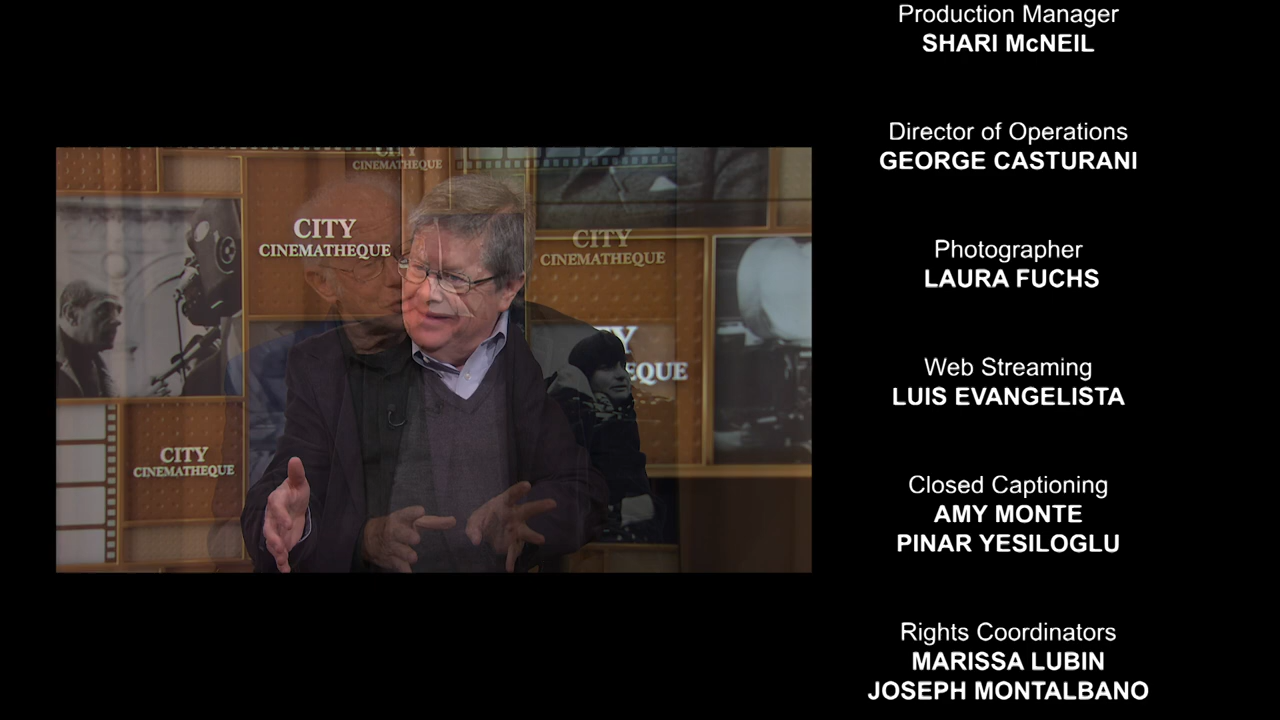 Production Manager
SHARI McNEIL
Director of Operations
GEORGE CASTURANI
Photographer
LAURA FUCHS
Web Streaming
LUIS EVANGELISTA
Closed Captioning
AMY MONTE
PINAR YESILOGLU
Rights Coordinators
MARISSA LUBIN
JOSEPH MONTALBANO
CITY
CINEMATHEQUE
CITY
CINEMATHEQUE
CITY
CINEMATHEQUE
CITY
CINEMATHEQUE